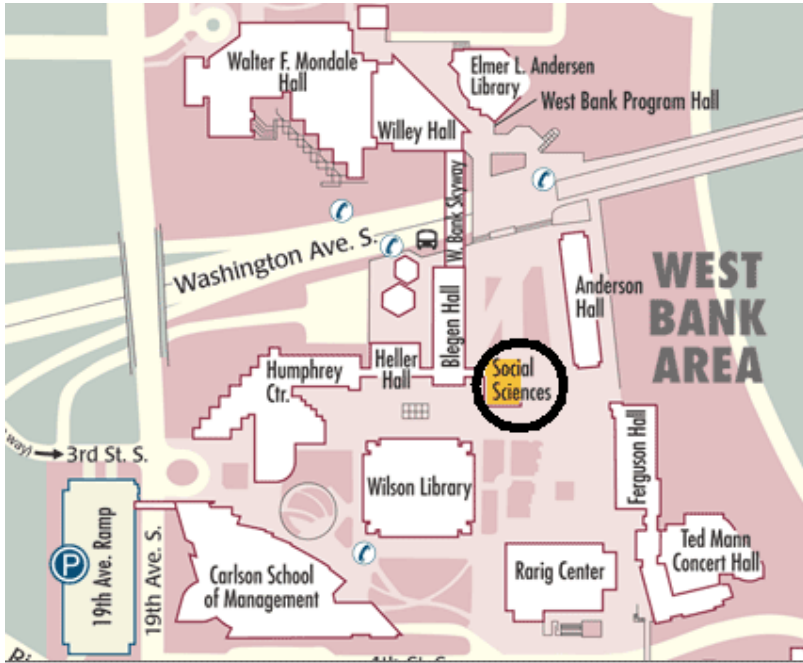 Walter F. Mondale
Hall
Elmer L. Andersen
Library
West Bank Program Hall
Willey Hall
W. Bank Skyway
Washington Ave. S.
Blegen Hall
Anderson
Hall
WEST
BANK
AREA
Humphrey
Ctr.
Heller
Hall
Social
Sciences
way)
3rd St. S.
Wilson Library
Ferguson Hall
P
19th Ave. Ramp
19th Ave. S.
Carlson School
of Management
Rarig Center
Ted Mann
Concert Hall